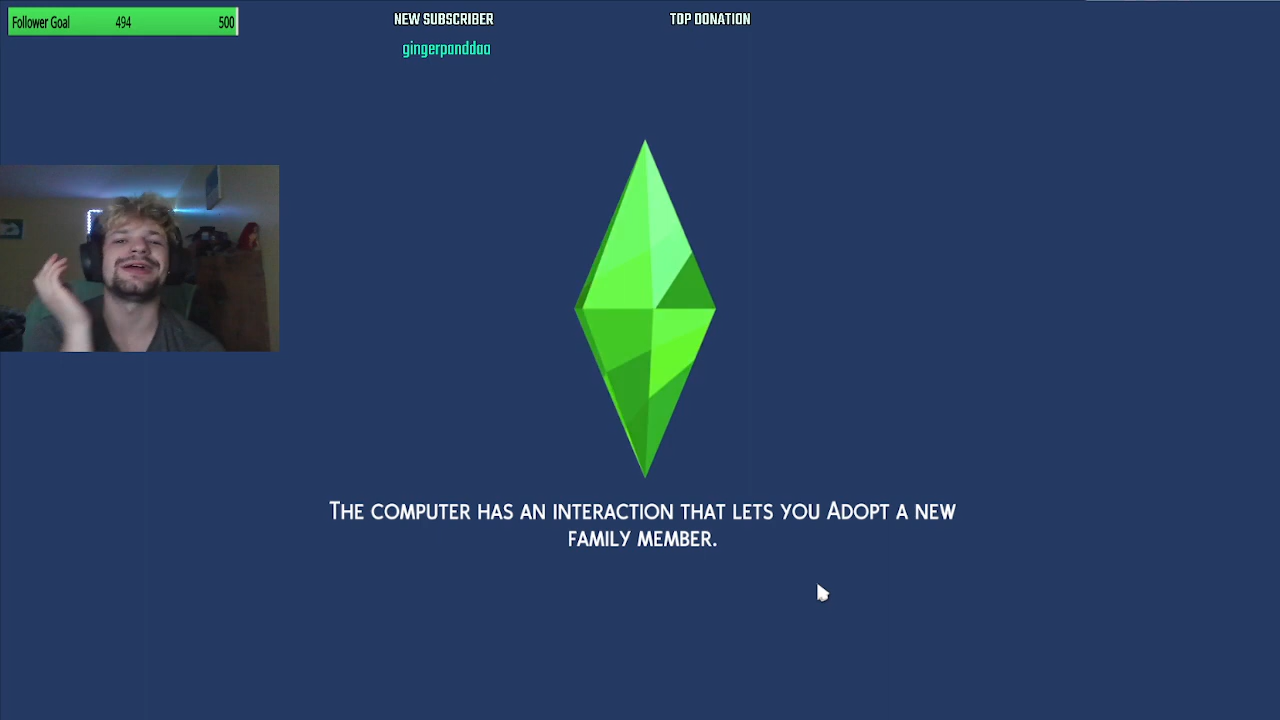 Follower Goal 494 500
NEW SUBSCRIBER
gingerpanddaa
TOP DONATION
THE COMPUTER HAS AN INTERACTION THAT LETS YOU ADOPT A NEW
FAMILY MEMBER.